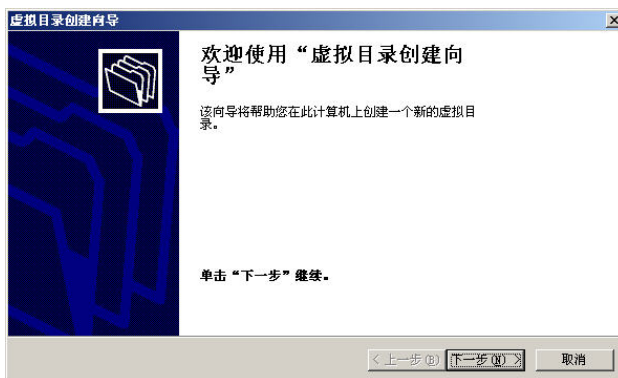 虚拟目录创建向导
欢迎使用“虚拟目录创建向
导”
该向导将帮助您在此计算机上创建一个新的虚拟目
录。
单击“下一步”继续。
< 上一步(B) 下一步(N) > 取消